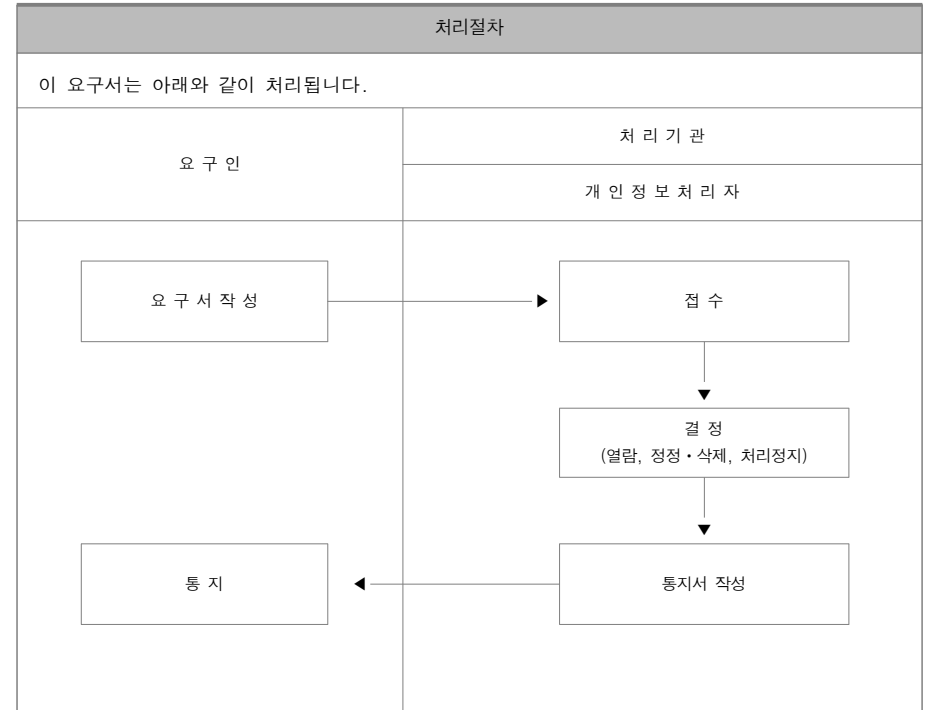 처리절차
이 요구서는 아래와 같이 처리됩니다.
요 구 인
처 리 기 관
개 인 정 보 처 리 자
요 구 서 작 성
접 수
결 정
(열람, 정정·삭제, 처리정지)
통 지
통지서 작성